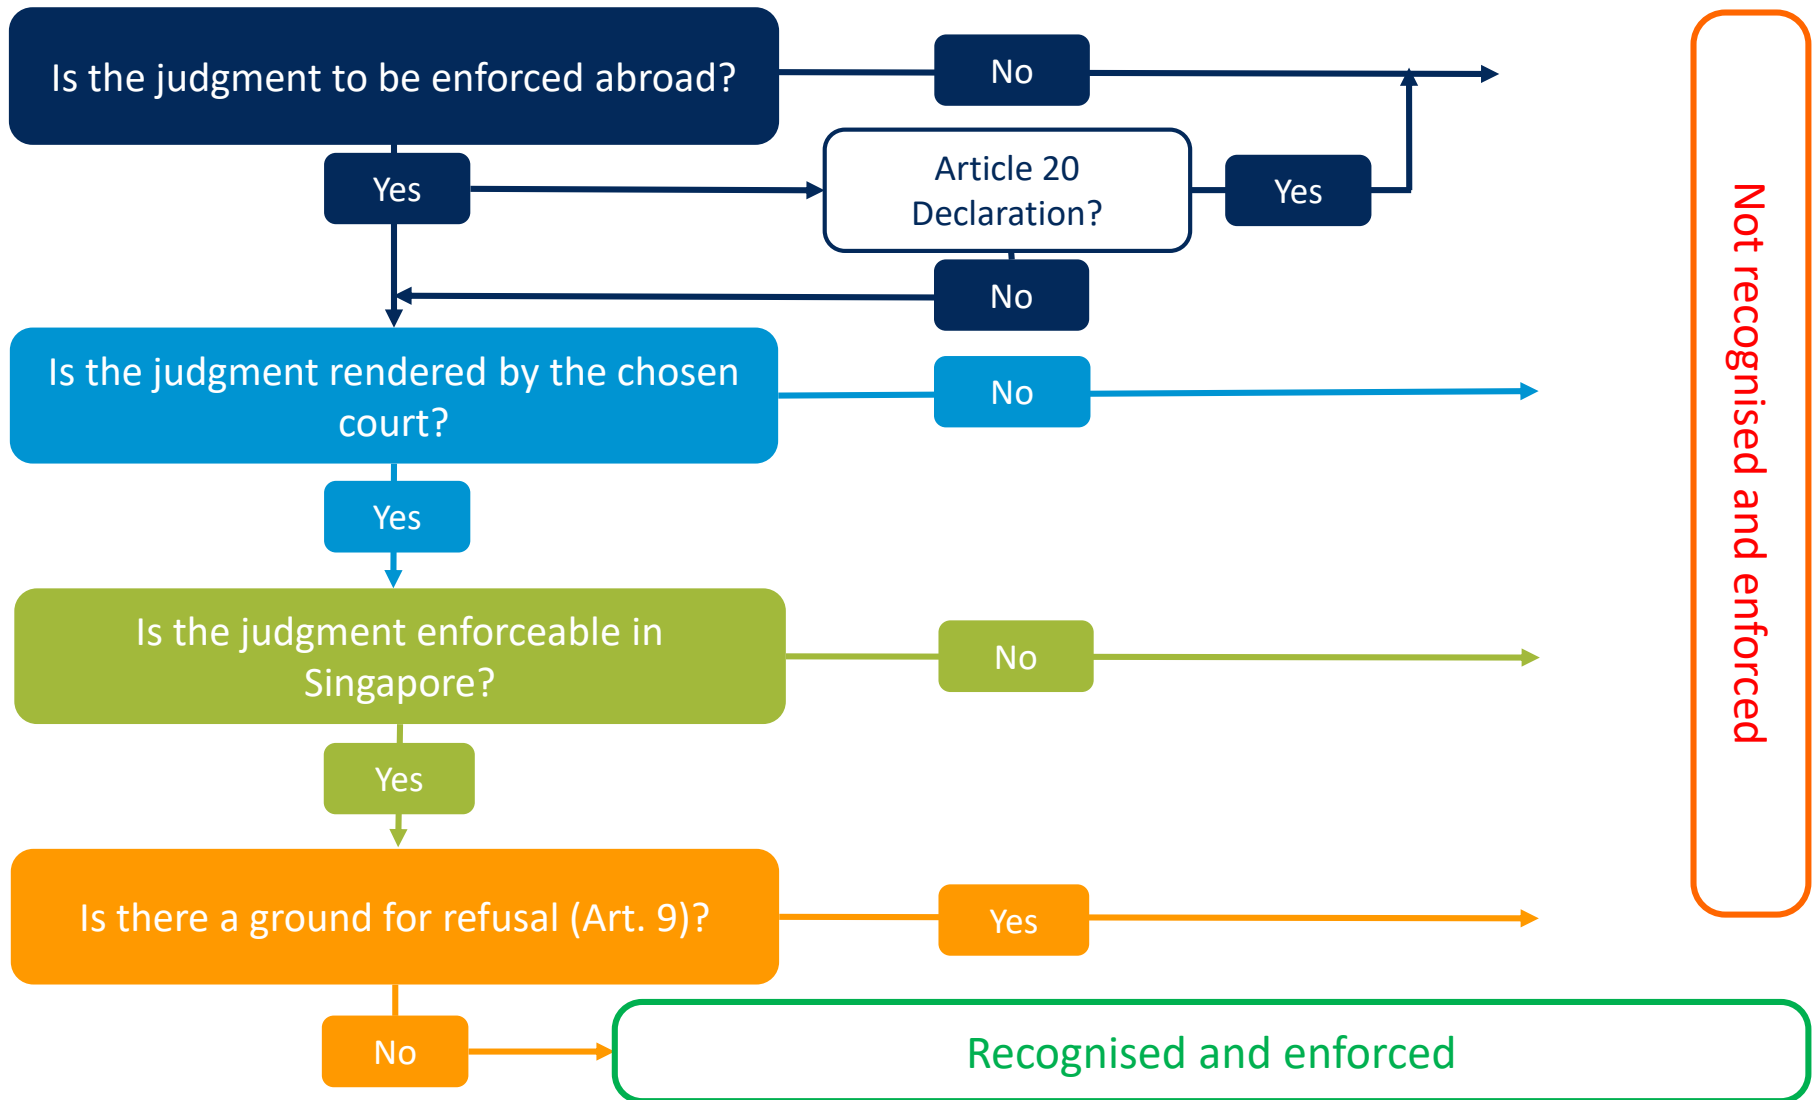 Is the judgment to be enforced abroad?
No
Yes
Article 20
Declaration?
Yes
No
Is the judgment rendered by the chosen
court?
No
Yes
Is the judgment enforceable in
Singapore?
No
Yes
Is there a ground for refusal (Art. 9)?
Yes
No
Recognised and enforced
Not recognised and enforced